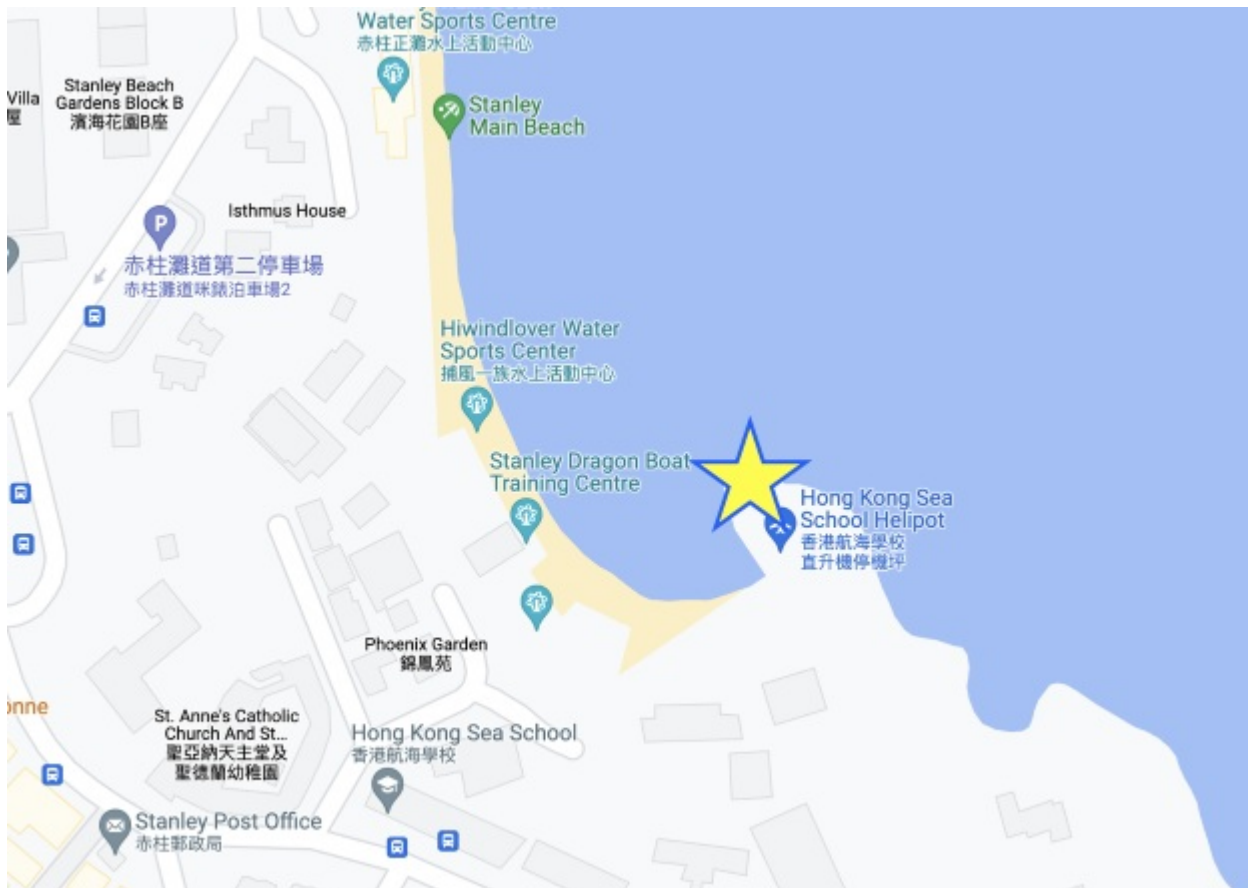 Water Sports Centre
赤柱正灘水上活動中心
Stanley Beach
Gardens Block B
濱海花園B座
Villa
屋
Stanley
Main Beach
Isthmus House
P
赤柱灘道第二停車場
赤柱灘道咪錶泊車場2
Hiwindlover Water
Sports Center
捕風一族水上活動中心
Stanley Dragon Boat
Training Centre
Hong Kong Sea
School Helipot
香港航海學校
直升機停機坪
Phoenix Garden
錦鳳苑
St. Anne's Catholic
Church And St...
聖亞納天主堂及
聖德蘭幼稚園
Hong Kong Sea School
香港航海學校
Stanley Post Office
赤柱郵政局